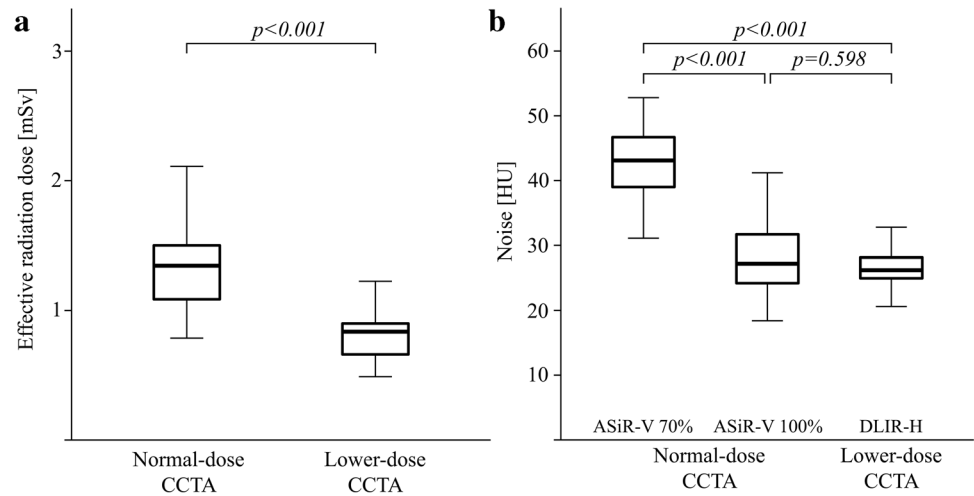 a
p<0.001
3
2
1
Effective radiation dose [mSv]
Normal-dose
CCTA
Lower-dose
CCTA
b
p<0.001
p<0.001
p=0.598
60
50
40
30
20
10
Noise [HU]
ASiR-V 70%
ASiR-V 100%
DLIR-H
Normal-dose
CCTA
Lower-dose
CCTA